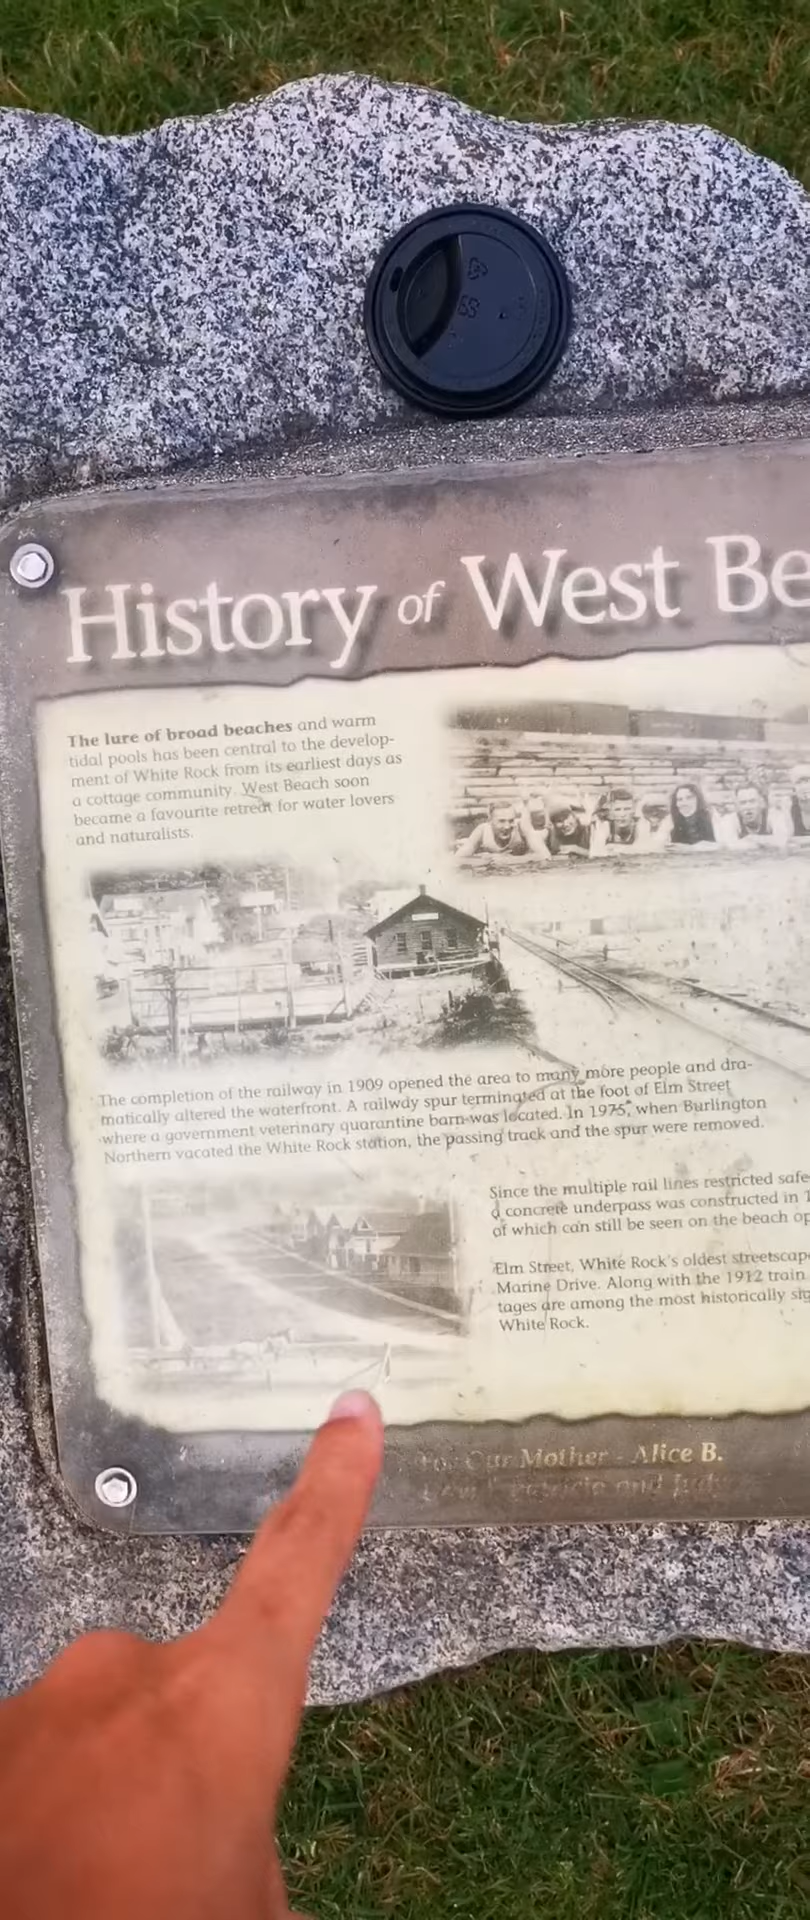 History of West Be
The lure of broad beaches and warm
tidal pools has been central to the develop-
ment of White Rock from its earliest days as
a cottage community. West Beach soon
became a favourite retreat for water lovers
and naturalists.
The completion of the railway in 1909 opened the area to many more people and dra-
matically altered the waterfront. A railway spur terminated at the foot of Elm Street
where a government veterinary quarantine barn was located. In 1975, when Burlington
Northern vacated the White Rock station, the passing track and the spur were removed.
Since the multiple rail lines restricted safe
a concrete underpass was constructed in 1
of which can still be seen on the beach op
Elm Street, White Rock's oldest streetscape
Marine Drive. Along with the 1912 train
tages are among the most historically sig
White Rock.
For Our Mother - Alice B.
Patricia and Judy